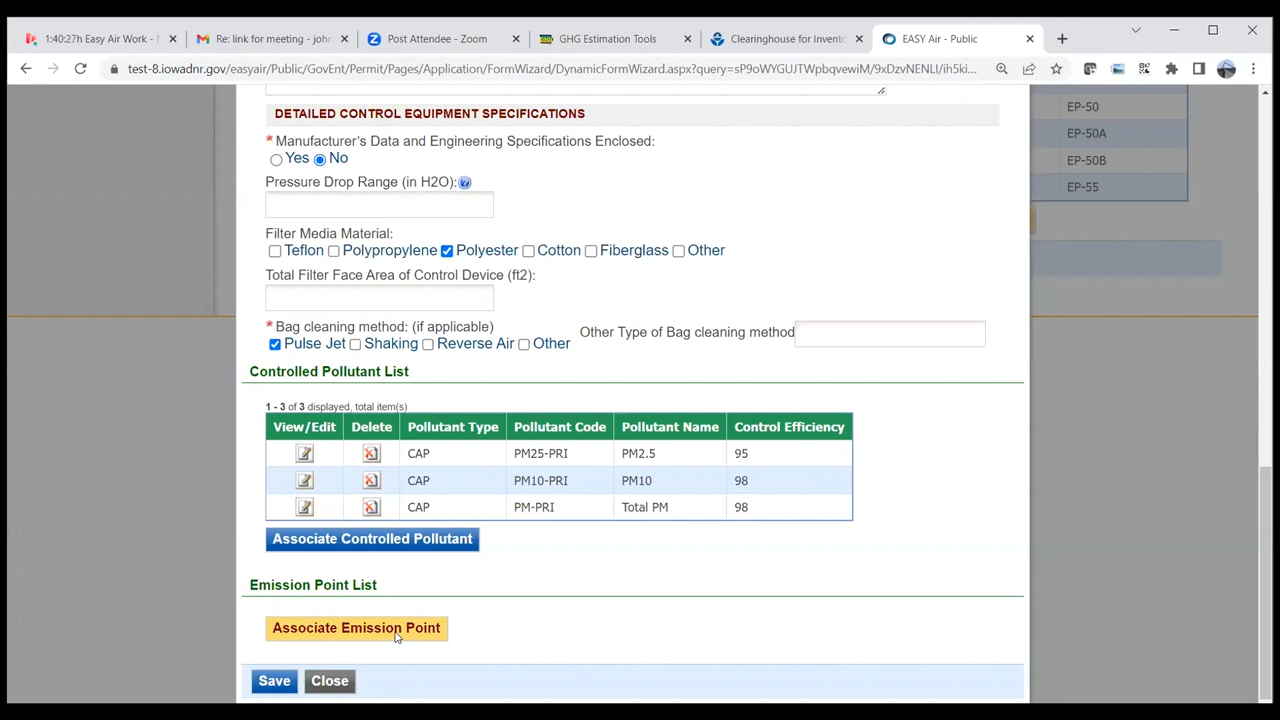 1:40:27h Easy Air Work -
Re: link for meeting - john
Post Attendee - Zoom
GHG Estimation Tools
Clearinghouse for Invento
EASY Air - Public
test-8.iowadnr.gov/easyair/Public/GovEnt/Permit/Pages/Application/FormWizard/DynamicFormWizard.aspx?query=sP9oWYGUJTWpbqvewiM/9xDzvNENLI/ih5ki...
DETAILED CONTROL EQUIPMENT SPECIFICATIONS
EP-50
EP-50A
EP-50B
EP-55
* Manufacturer's Data and Engineering Specifications Enclosed:
Yes No
Pressure Drop Range (in H2O):
Filter Media Material:
Teflon Polypropylene Polyester Cotton Fiberglass Other
Total Filter Face Area of Control Device (ft2):
* Bag cleaning method: (if applicable)
Other Type of Bag cleaning method
Pulse Jet Shaking Reverse Air Other
Controlled Pollutant List
1 - 3 of 3 displayed, total item(s)
View/Edit Delete Pollutant Type Pollutant Code Pollutant Name Control Efficiency
CAP PM25-PRI PM2.5 95
CAP PM10-PRI PM10 98
CAP PM-PRI Total PM 98
Associate Controlled Pollutant
Emission Point List
Associate Emission Point
Save Close